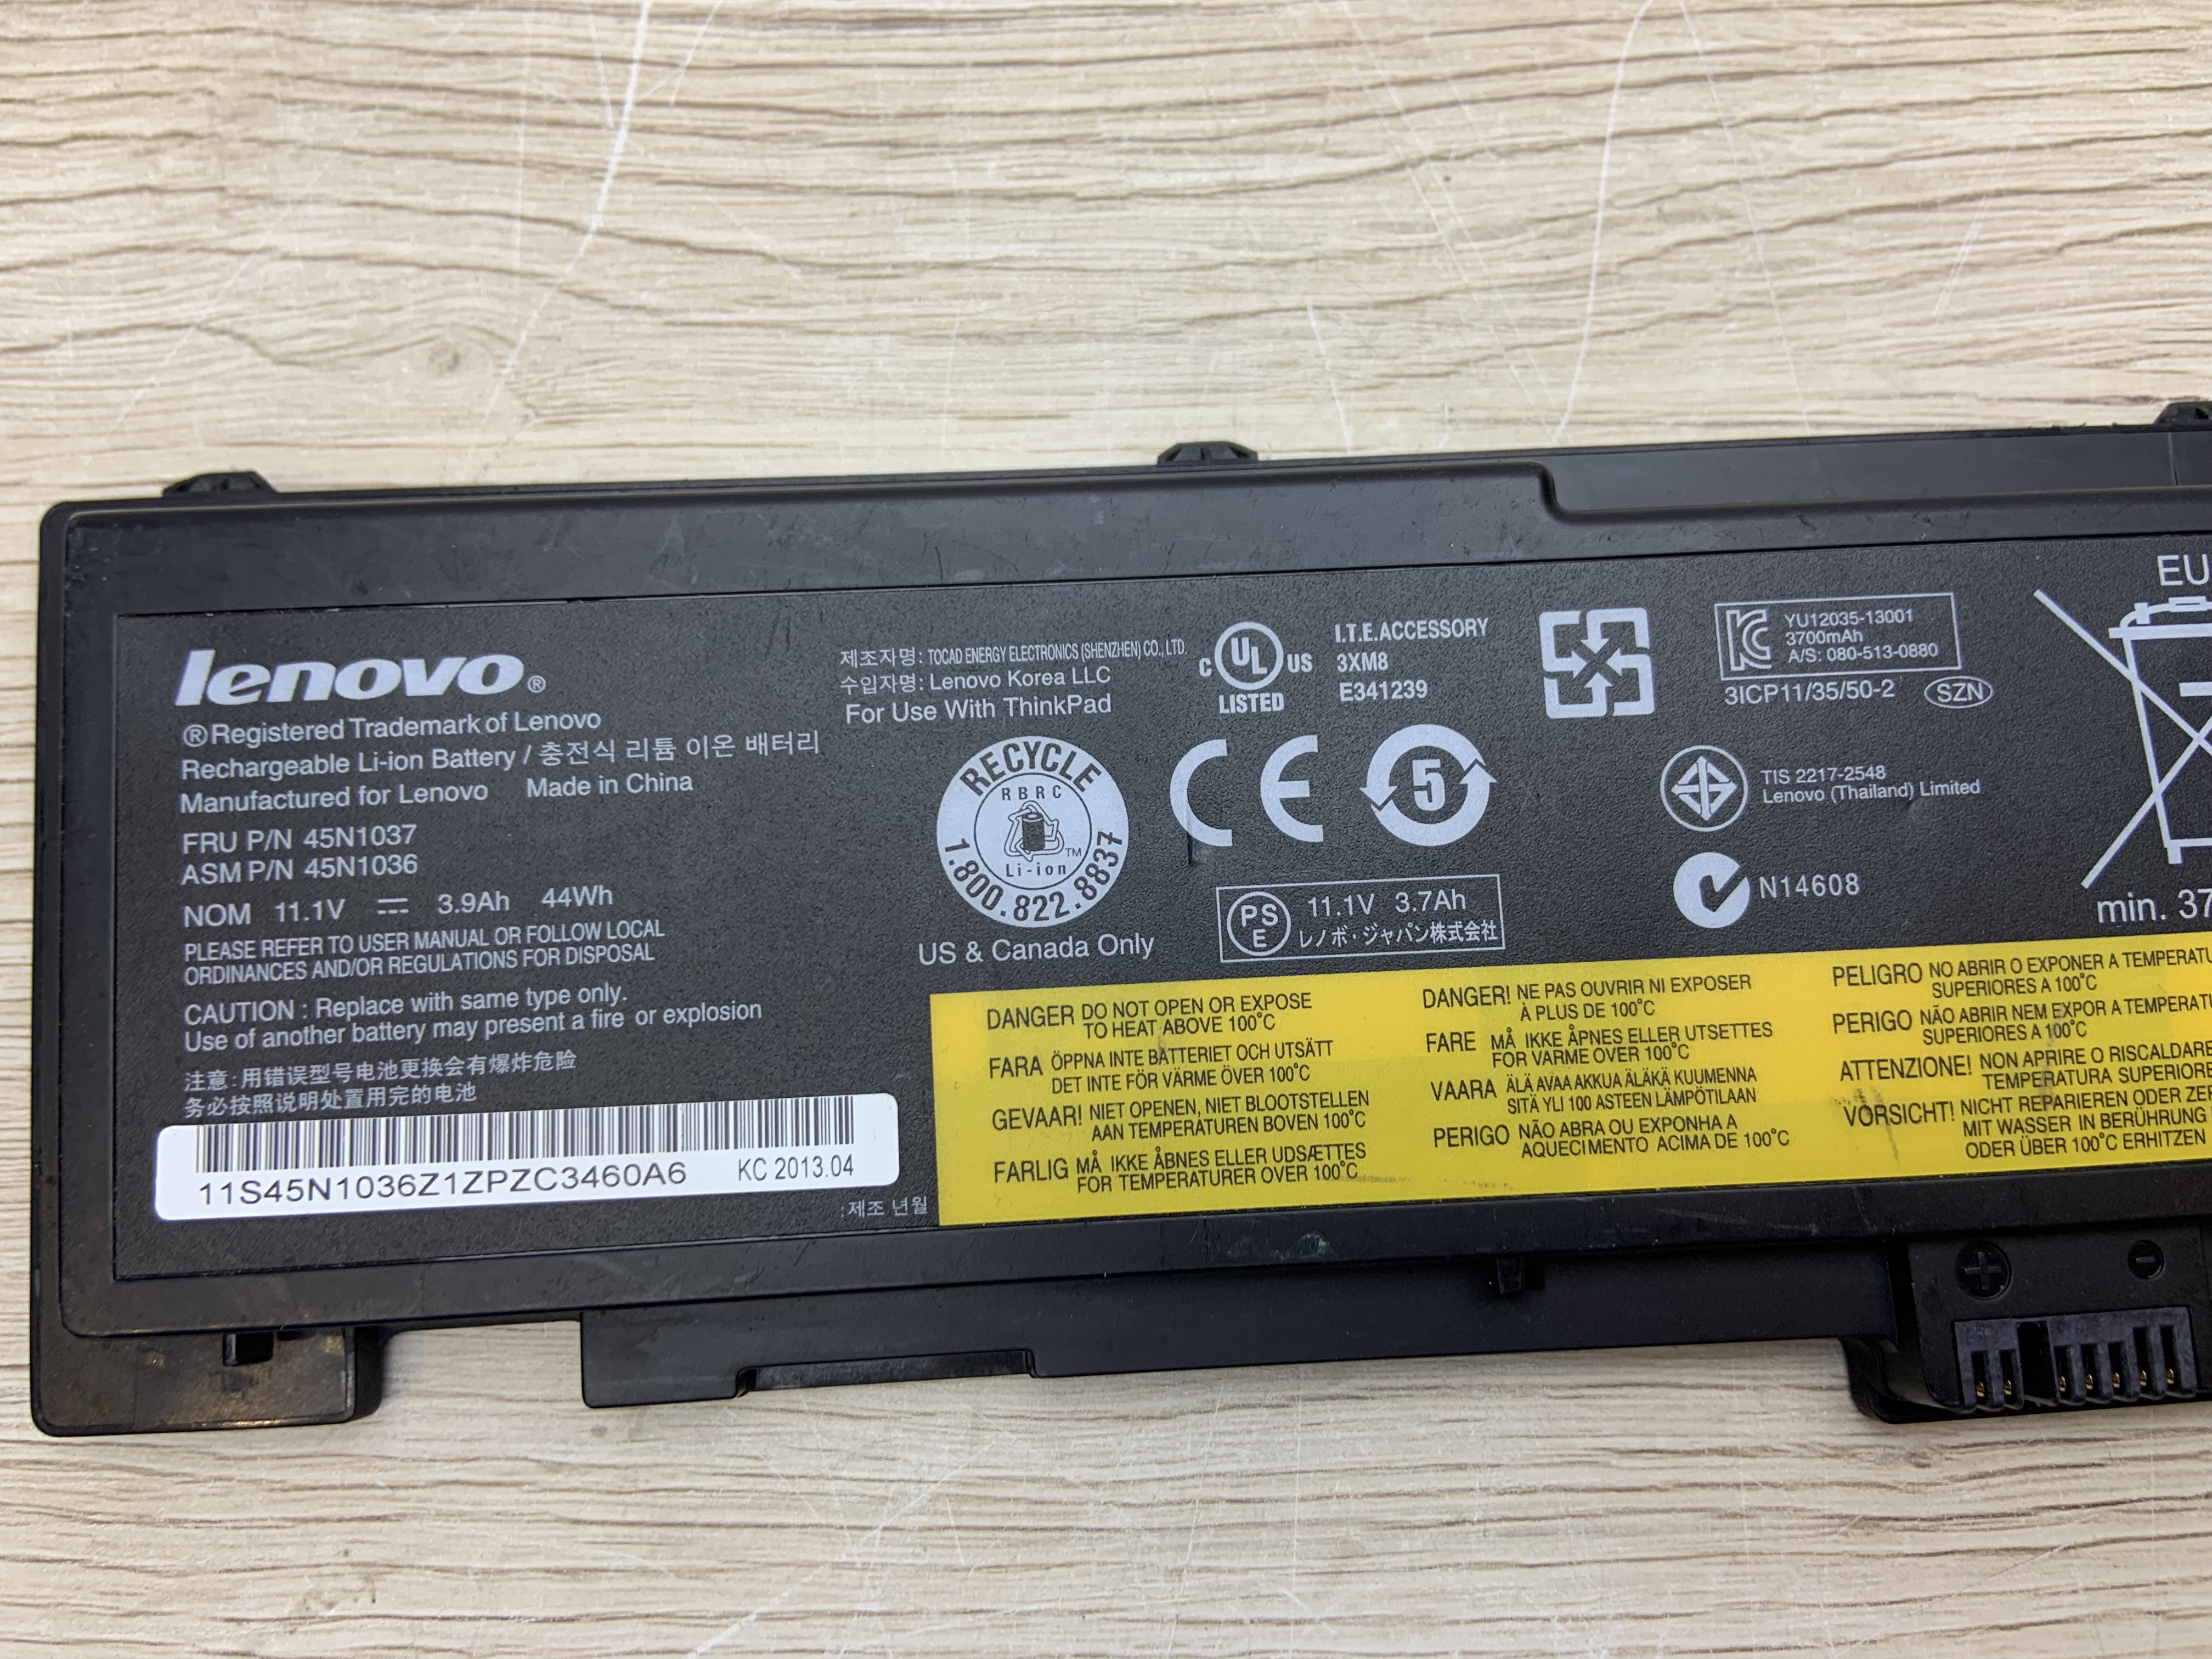 lenovo®
®Registered Trademark of Lenovo
Rechargeable Li-ion Battery / 충전식 리튬 이온 배터리
Manufactured for Lenovo Made in China
FRU P/N 45N1037
ASM P/N 45N1036
NOM 11.1V 3.9Ah 44Wh
PLEASE REFER TO USER MANUAL OR FOLLOW LOCAL
ORDINANCES AND/OR REGULATIONS FOR DISPOSAL
CAUTION : Replace with same type only.
Use of another battery may present a fire or explosion
注意:用错误型号电池更换会有爆炸危险
务必按照说明处置用完的电池
11S45N1036Z1ZPZC3460A6 KC 2013.04
:제조 년월
제조자명: TOCAD ENERGY ELECTRONICS (SHENZHEN) CO., LTD.
수입자명: Lenovo Korea LLC
For Use With ThinkPad
RECYCLE
RBRC
TM
Li-ion
1.800.822.8837
US & Canada Only
C UL US
LISTED
I.T.E.ACCESSORY
3XM8
E341239
CE
5
PSE
11.1V 3.7Ah
レノボ・ジャパン株式会社
KC
YU12035-13001
3700mAh
A/S: 080-513-0880
3ICP11/35/50-2 SZN
TIS 2217-2548
Lenovo (Thailand) Limited
N14608
EU
min. 37
DANGER DO NOT OPEN OR EXPOSE
TO HEAT ABOVE 100°C
FARA ÖPPNA INTE BATTERIET OCH UTSÄTT
DET INTE FÖR VÄRME ÖVER 100°C
GEVAAR! NIET OPENEN, NIET BLOOTSTELLEN
AAN TEMPERATUREN BOVEN 100°C
FARLIG MÅ IKKE ÅBNES ELLER UDSÆTTES
FOR TEMPERATURER OVER 100°C
DANGER! NE PAS OUVRIR NI EXPOSER
À PLUS DE 100°C
FARE MÅ IKKE ÅPNES ELLER UTSETTES
FOR VARME OVER 100°C
VAARA ÄLÄ AVAA AKKUA ÄLÄKÄ KUUMENNA
SITÄ YLI 100 ASTEEN LÄMPÖTILAAN
PERIGO NÃO ABRA OU EXPONHA A
AQUECIMENTO ACIMA DE 100°C
PELIGRO NO ABRIR O EXPONER A TEMPERATU
SUPERIORES A 100°C
PERIGO NÃO ABRIR NEM EXPOR A TEMPERATU
SUPERIORES A 100°C
ATTENZIONE! NON APRIRE O RISCALDARE
TEMPERATURA SUPERIORE
VORSICHT! NICHT REPARIEREN ODER ZER
MIT WASSER IN BERÜHRUNG
ODER ÜBER 100°C ERHITZEN
+ -